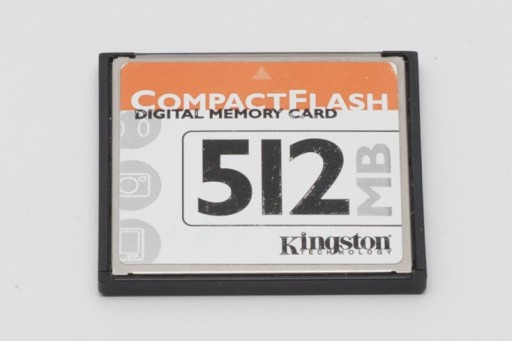 COMPACTFLASH
DIGITAL MEMORY CARD
512
MB
Kingston
TECHNOLOGY